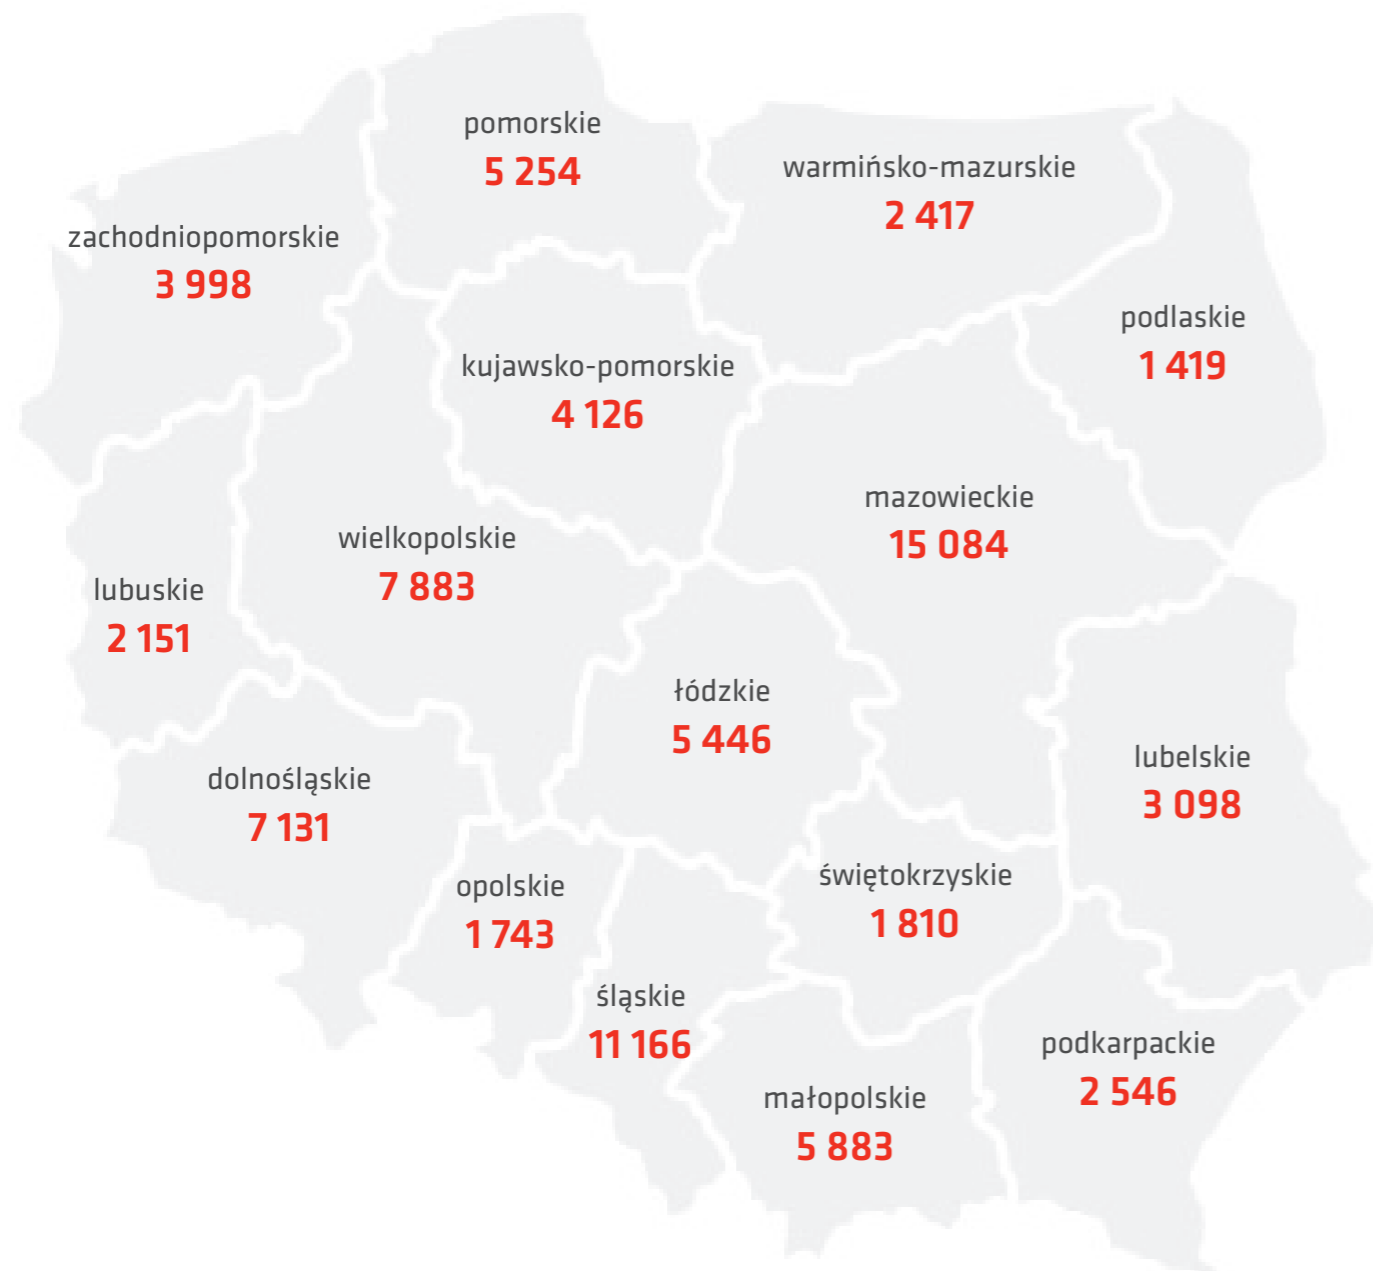 pomorskie
5 254
warmińsko-mazurskie
2 417
zachodniopomorskie
3 998
podlaskie
1 419
kujawsko-pomorskie
4 126
mazowieckie
15 084
wielkopolskie
7 883
lubuskie
2 151
łódzkie
5 446
lubelskie
3 098
dolnośląskie
7 131
świętokrzyskie
1 810
opolskie
1 743
śląskie
11 166
podkarpackie
2 546
małopolskie
5 883